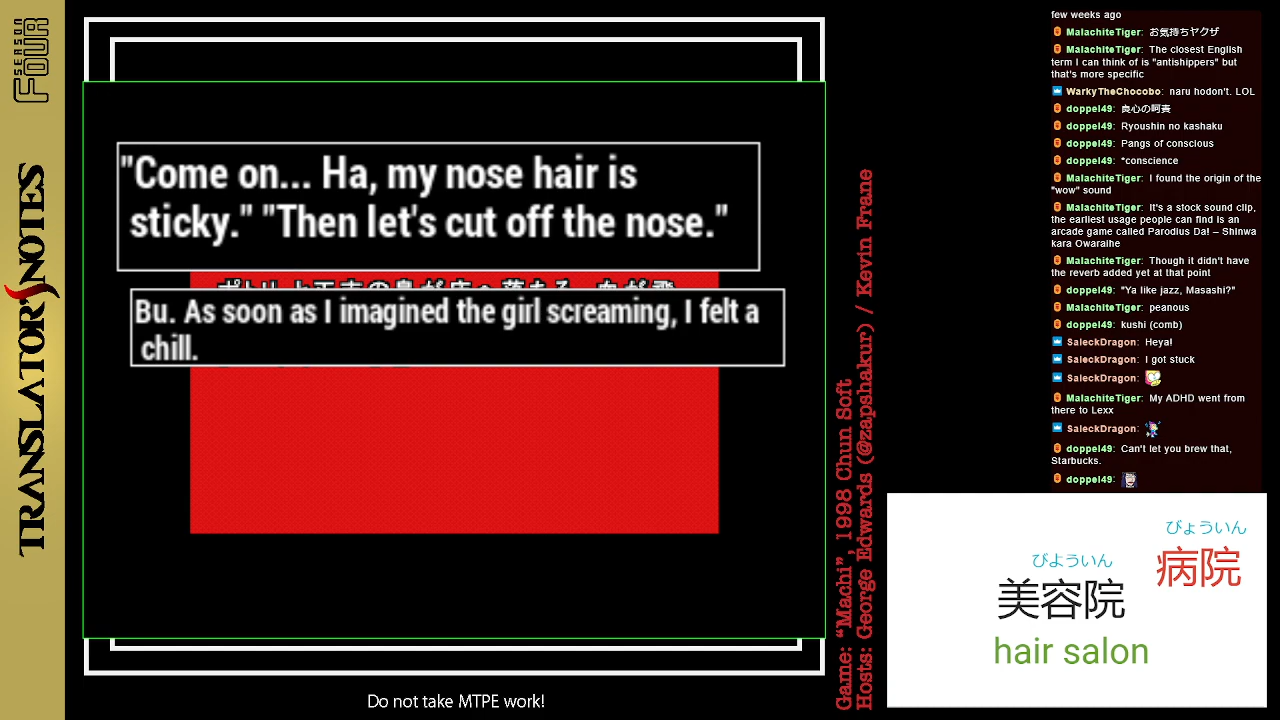 SEASON
FOUR
TRANSLATOR'S NOTES
"Come on... Ha, my nose hair is
sticky." "Then let's cut off the nose."
As soon as I imagined the girl screaming, I felt a
chill.
Do not take MTPE work!
Game: "Machi", 1998 Chun Soft
Hosts: George Edwards (@zapshakur) / Kevin Frane
few weeks ago
MalachiteTiger: お気持ちヤクザ
MalachiteTiger: The closest English
term I can think of is "antishippers" but
that's more specific
WarkyTheChocobo: naru hodon't. LOL
doppel49: 良心の呵責
doppel49: Ryoushin no kashaku
doppel49: Pangs of conscious
doppel49: *conscience
MalachiteTiger: I found the origin of the
"wow" sound
MalachiteTiger: It's a stock sound clip,
the earliest usage people can find is an
arcade game called Parodius Da! – Shinwa
kara Owaraihe
MalachiteTiger: Though it didn't have
the reverb added yet at that point
doppel49: "Ya like jazz, Masashi?"
MalachiteTiger: peanous
doppel49: kushi (comb)
SaleckDragon: Heya!
SaleckDragon: I got stuck
SaleckDragon:
MalachiteTiger: My ADHD went from
there to Lexx
SaleckDragon:
doppel49: Can't let you brew that,
Starbucks.
doppel49:
びょういん
病院
びよういん
美容院
hair salon